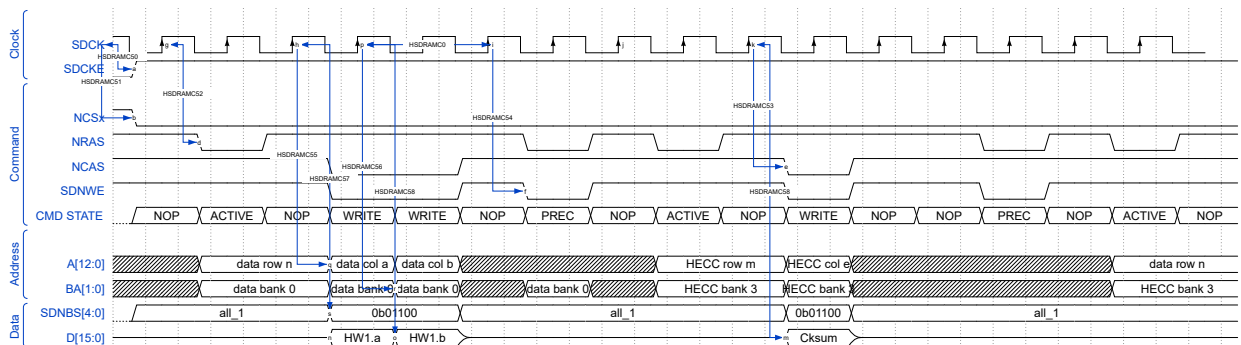 Clock
SDCK g h p HSDRAMC0 i j k
HSDRAMC50
SDCKE a
HSDRAMC51 HSDRAMC52 HSDRAMC53
Command
NCSx b HSDRAMC54
NRAS d
HSDRAMC55
NCAS HSDRAMC56 e
HSDRAMC57
SDNWE HSDRAMC58 f HSDRAMC58
CMD STATE NOP ACTIVE NOP WRITE WRITE NOP PREC NOP ACTIVE NOP WRITE NOP NOP PREC NOP ACTIVE NOP
Address
A[12:0] data row n q data col a data col b HECC row m HECC col e data row n
BA[1:0] data bank 0 data bank 0 data bank 0 data bank 0 HECC bank 3 HECC bank HECC bank 3
Data
SDNBS[4:0] all_1 s 0b01100 all_1 0b01100 all_1
D[15:0] n HW1.a o HW1.b m Cksum